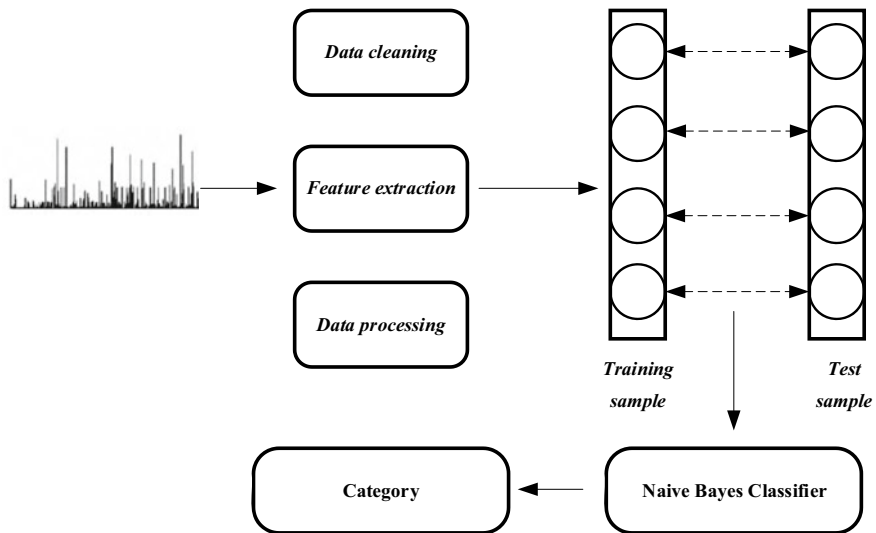 Data cleaning
Feature extraction
Data processing
Training
sample
Test
sample
Category
Naive Bayes Classifier